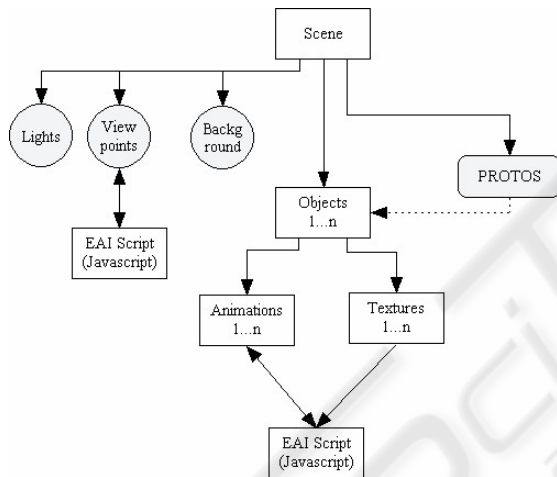 Scene
Lights
View
points
Backg
round
PROTOS
Objects
1...n
EAI Script
(Javascript)
Animations
1...n
Textures
1...n
EAI Script
(Javascript)